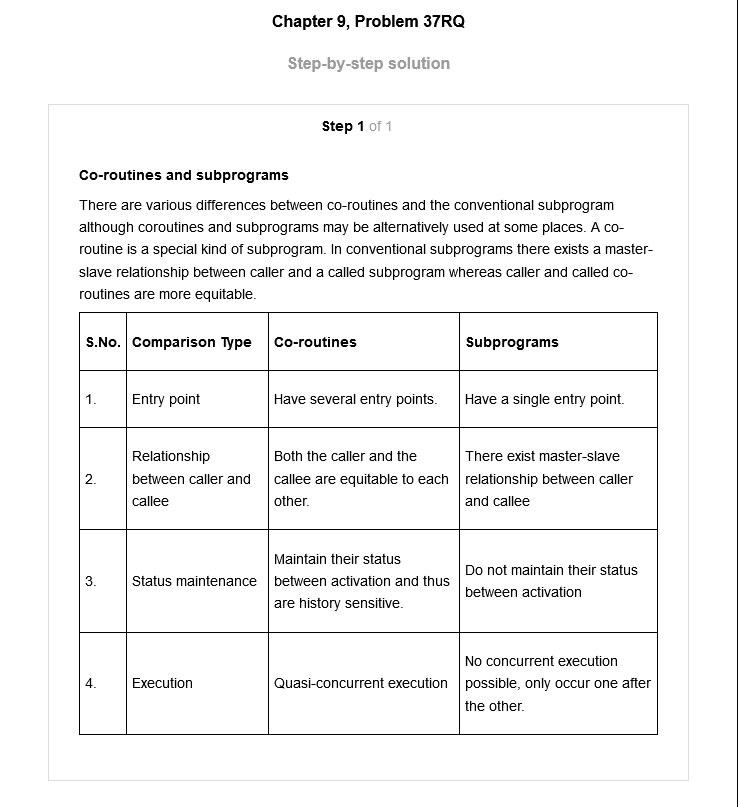 Chapter 9, Problem 37RQ
Step-by-step solution
Step 1 of 1
Co-routines and subprograms
There are various differences between co-routines and the conventional subprogram
although coroutines and subprograms may be alternatively used at some places. A co-
routine is a special kind of subprogram. In conventional subprograms there exists a master-
slave relationship between caller and a called subprogram whereas caller and called co-
routines are more equitable.
S.No. Comparison Type Co-routines Subprograms
1. Entry point Have several entry points. Have a single entry point.
2. Relationship
between caller and
callee
Both the caller and the
callee are equitable to each
other.
There exist master-slave
relationship between caller
and callee
3. Status maintenance
Maintain their status
between activation and thus
are history sensitive.
Do not maintain their status
between activation
4. Execution Quasi-concurrent execution
No concurrent execution
possible, only occur one after
the other.